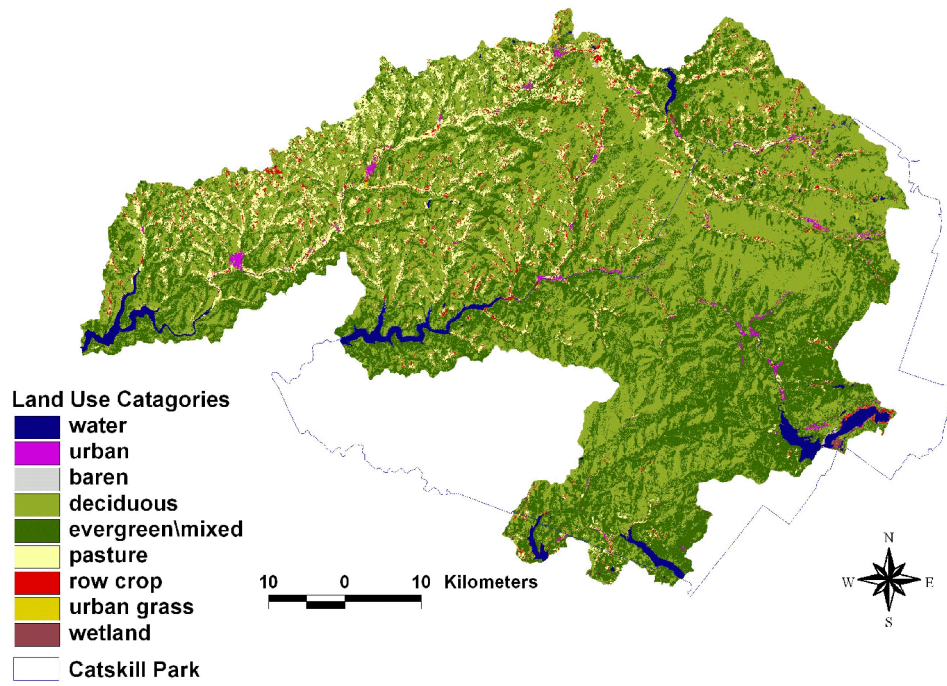 Land Use Catagories
water
urban
baren
deciduous
evergreen\mixed
pasture
row crop
urban grass
wetland
Catskill Park
10 0 10 Kilometers
N
W E
S